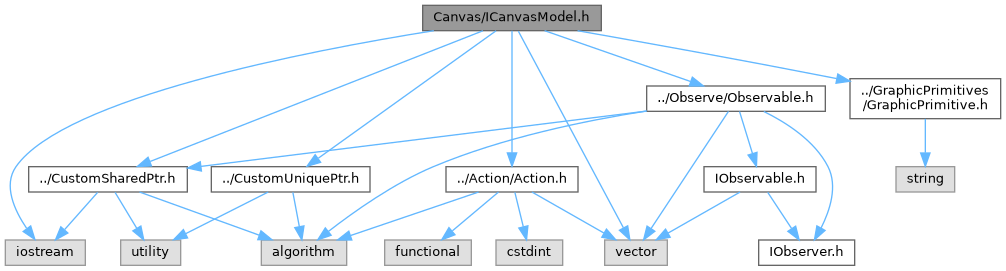 Canvas/ICanvasModel.h
../Observe/Observable.h
../GraphicPrimitives
/GraphicPrimitive.h
../CustomSharedPtr.h
../CustomUniquePtr.h
../Action/Action.h
IObservable.h
string
iostream
utility
algorithm
functional
cstdint
vector
IObserver.h